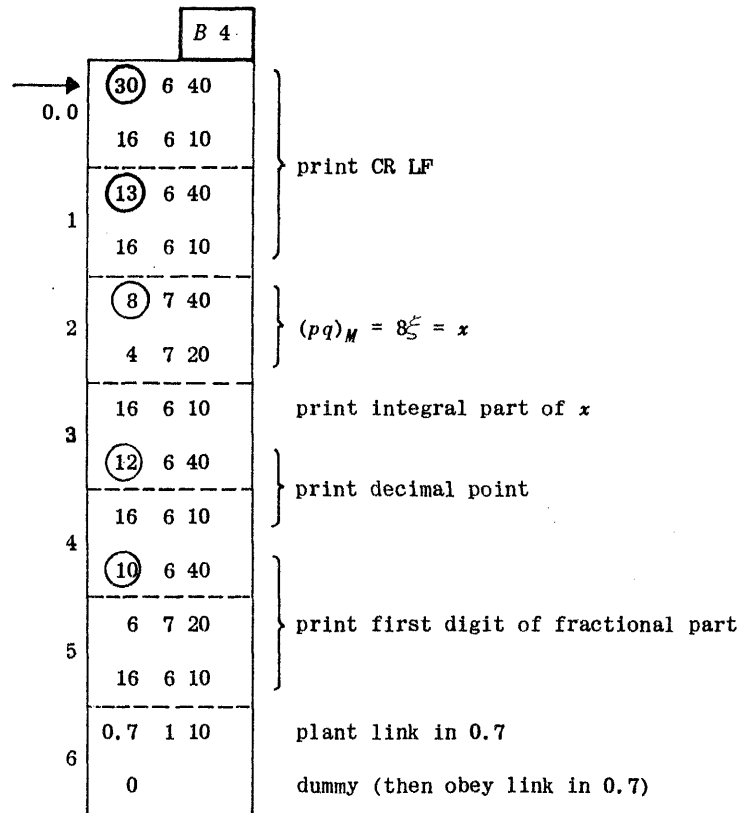 B 4
0.0 30 6 40
16 6 10
print CR LF
1 13 6 40
16 6 10
2 8 7 40
(pq)M = 8ξ = x
4 7 20
3 16 6 10 print integral part of x
12 6 40
print decimal point
4 16 6 10
10 6 40
5 6 7 20 print first digit of fractional part
16 6 10
6 0.7 1 10 plant link in 0.7
0 dummy (then obey link in 0.7)